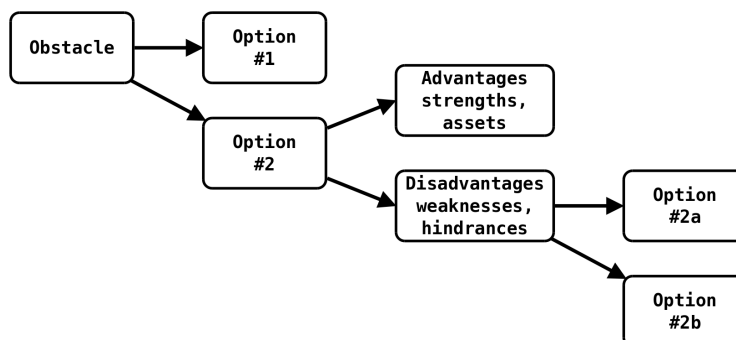 Obstacle
Option
#1
Option
#2
Advantages
strengths,
assets
Disadvantages
weaknesses,
hindrances
Option
#2a
Option
#2b